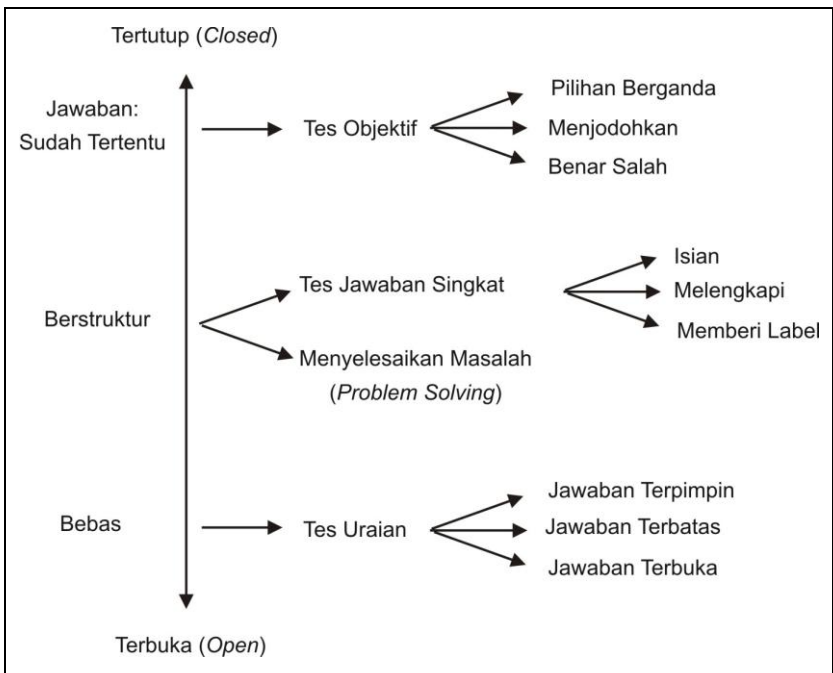 Tertutup (Closed)
Jawaban:
Sudah Tertentu
Tes Objektif
Pilihan Berganda
Menjodohkan
Benar Salah
Berstruktur
Tes Jawaban Singkat
Isian
Melengkapi
Memberi Label
Menyelesaikan Masalah
(Problem Solving)
Bebas
Tes Uraian
Jawaban Terpimpin
Jawaban Terbatas
Jawaban Terbuka
Terbuka (Open)